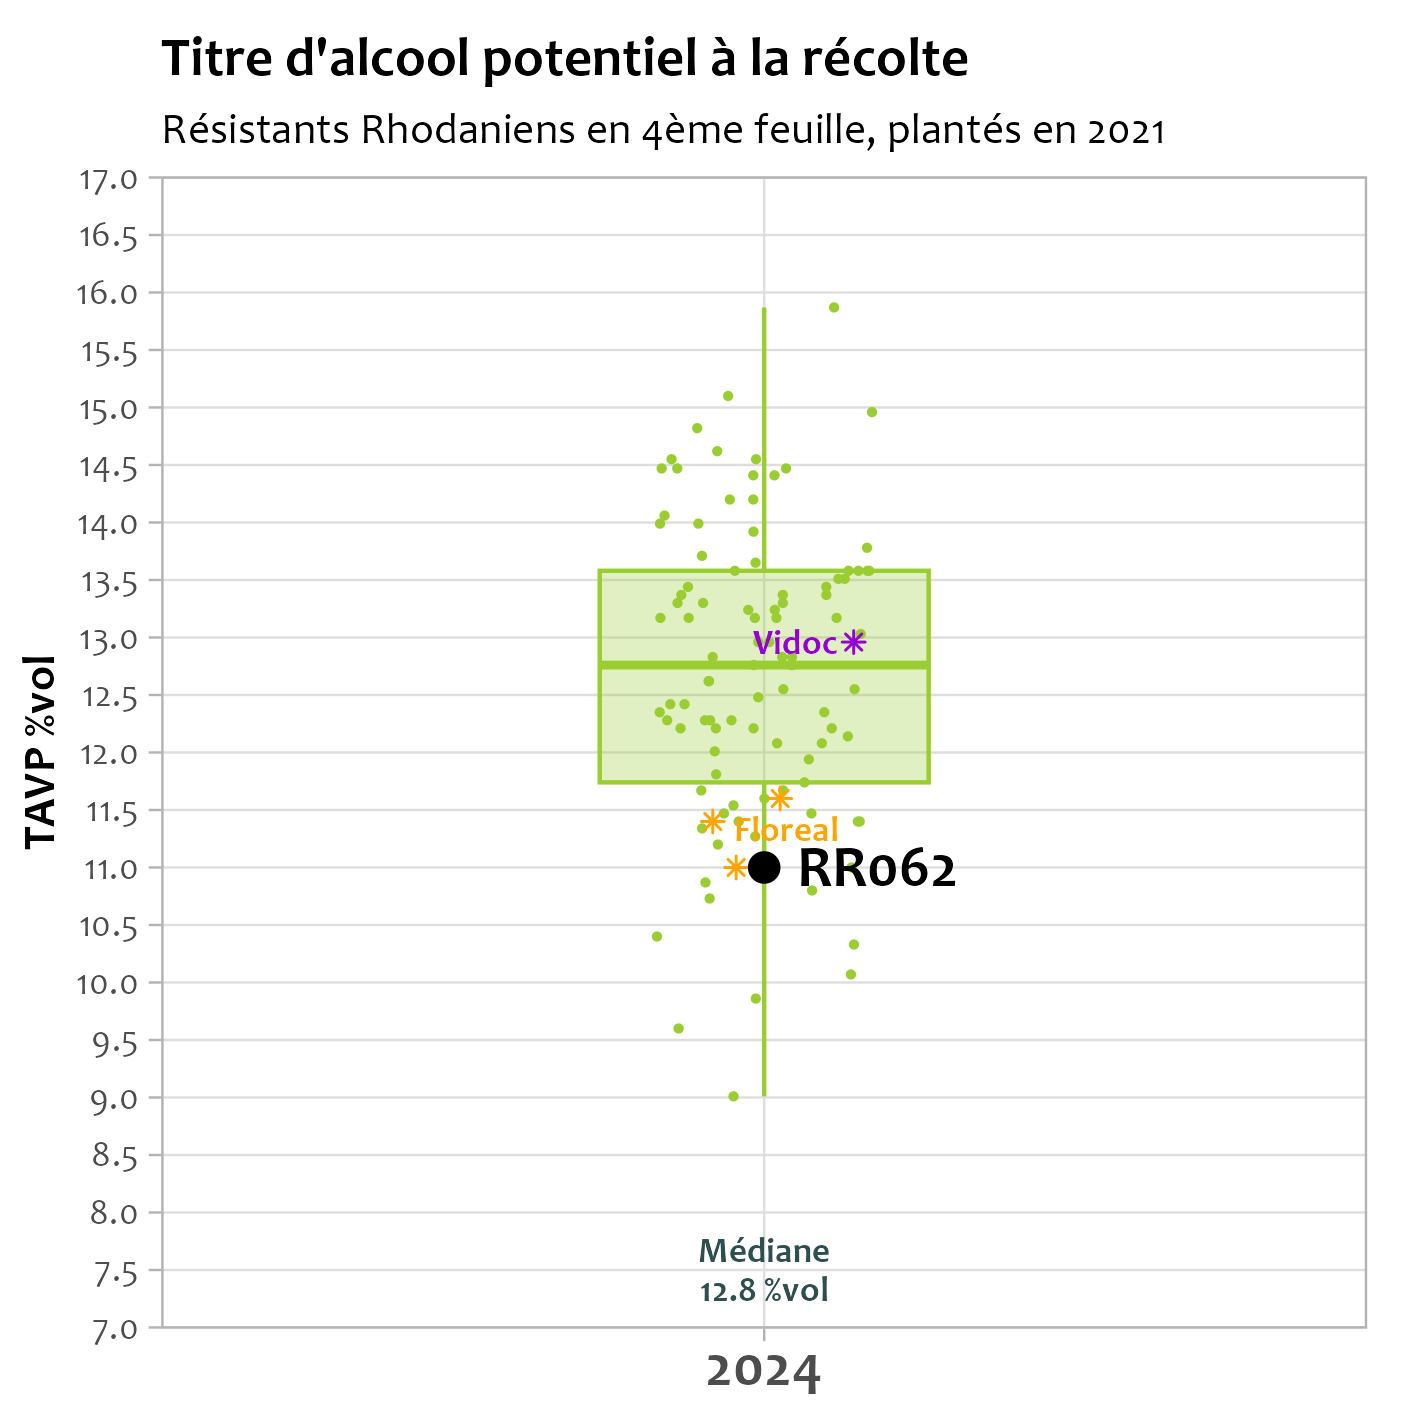 Titre d'alcool potentiel à la récolte
Résistants Rhodaniens en 4ème feuille, plantés en 2021
TAVP %vol
17.0
16.5
16.0
15.5
15.0
14.5
14.0
13.5
13.0
12.5
12.0
11.5
11.0
10.5
10.0
9.5
9.0
8.5
8.0
7.5
7.0
Vidoc
Floreal
RR062
Médiane
12.8 %vol
2024